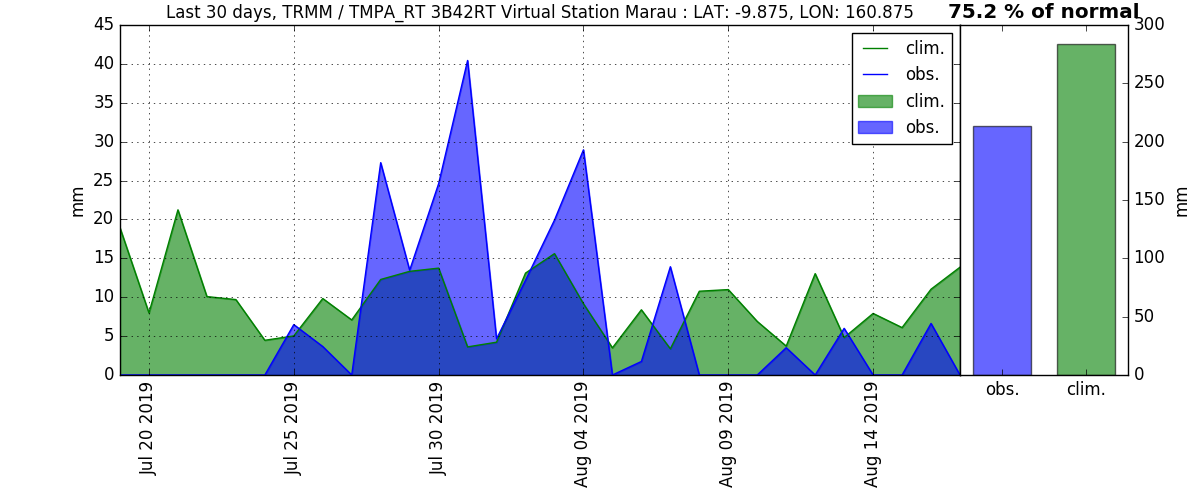 Last 30 days, TRMM / TMPA_RT 3B42RT Virtual Station Marau : LAT: -9.875, LON: 160.875
75.2 % of normal
45
40
35
30
25
20
15
10
5
0
mm
clim.
obs.
clim.
obs.
Jul 20 2019
Jul 25 2019
Jul 30 2019
Aug 04 2019
Aug 09 2019
Aug 14 2019
300
250
200
150
100
50
0
mm
obs.
clim.